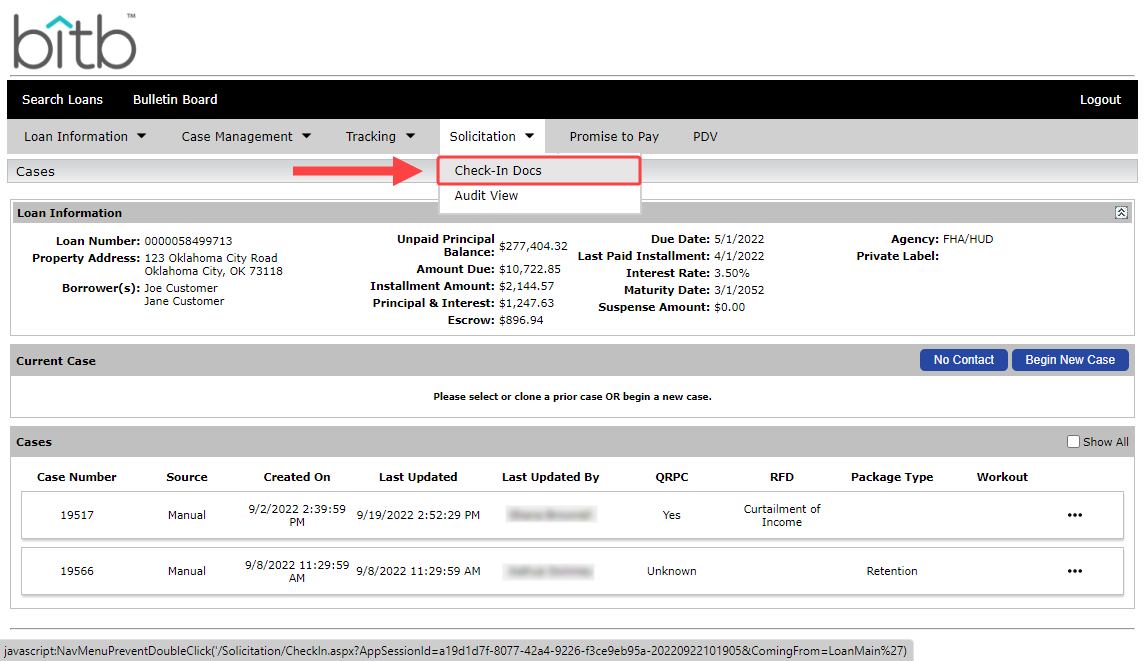 bitb™
Search Loans Bulletin Board Logout
Loan Information Case Management Tracking Solicitation Promise to Pay PDV
Cases
Check-In Docs
Audit View
Loan Information
Loan Number: 0000058499713
Property Address: 123 Oklahoma City Road
Oklahoma City, OK 73118
Borrower(s): Joe Customer
Jane Customer
Unpaid Principal
Balance: $277,404.32
Amount Due: $10,722.85
Installment Amount: $2,144.57
Principal & Interest: $1,247.63
Escrow: $896.94
Due Date: 5/1/2022
Last Paid Installment: 4/1/2022
Interest Rate: 3.50%
Maturity Date: 3/1/2052
Suspense Amount: $0.00
Agency: FHA/HUD
Private Label:
Current Case No Contact Begin New Case
Please select or clone a prior case OR begin a new case.
Cases Show All
Case Number Source Created On Last Updated Last Updated By QRPC RFD Package Type Workout
19517 Manual 9/2/2022 2:39:59 PM 9/19/2022 2:52:29 PM Yes Curtailment of Income •••
19566 Manual 9/8/2022 11:29:59 AM 9/8/2022 11:29:59 AM Unknown Retention •••
javascript:NavMenuPreventDoubleClick('/Solicitation/CheckIn.aspx?AppSessionId=a19d1d7f-8077-42a4-9226-f3ce9eb95a-20220922101905&ComingFrom=LoanMain%27)